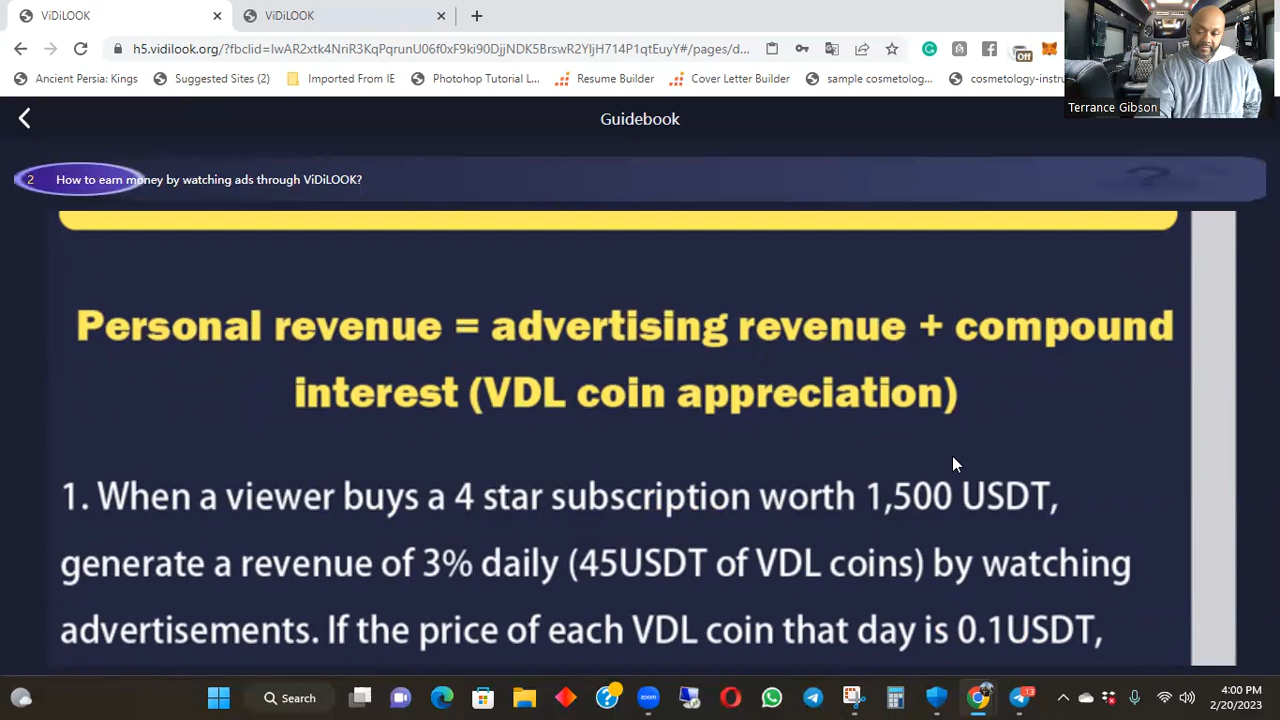 ViDiLOOK
ViDiLOOK
h5.vidilook.org/?fbclid=IwAR2xtk4NriR3KqPqrunU06f0xF9ki90DjjNDK5BrswR2YIjH714P1qtEuyY#/pages/d...
Off
Ancient Persia: Kings
Suggested Sites (2)
Imported From IE
Photohop Tutorial L...
Resume Builder
Cover Letter Builder
sample cosmetolog...
cosmetology-instru
Terrance Gibson
Guidebook
2 How to earn money by watching ads through ViDiLOOK?
Personal revenue = advertising revenue + compound
interest (VDL coin appreciation)
1. When a viewer buys a 4 star subscription worth 1,500 USDT,
generate a revenue of 3% daily (45USDT of VDL coins) by watching
advertisements. If the price of each VDL coin that day is 0.1USDT,
Search
zoom
13
4:00 PM
2/20/2023